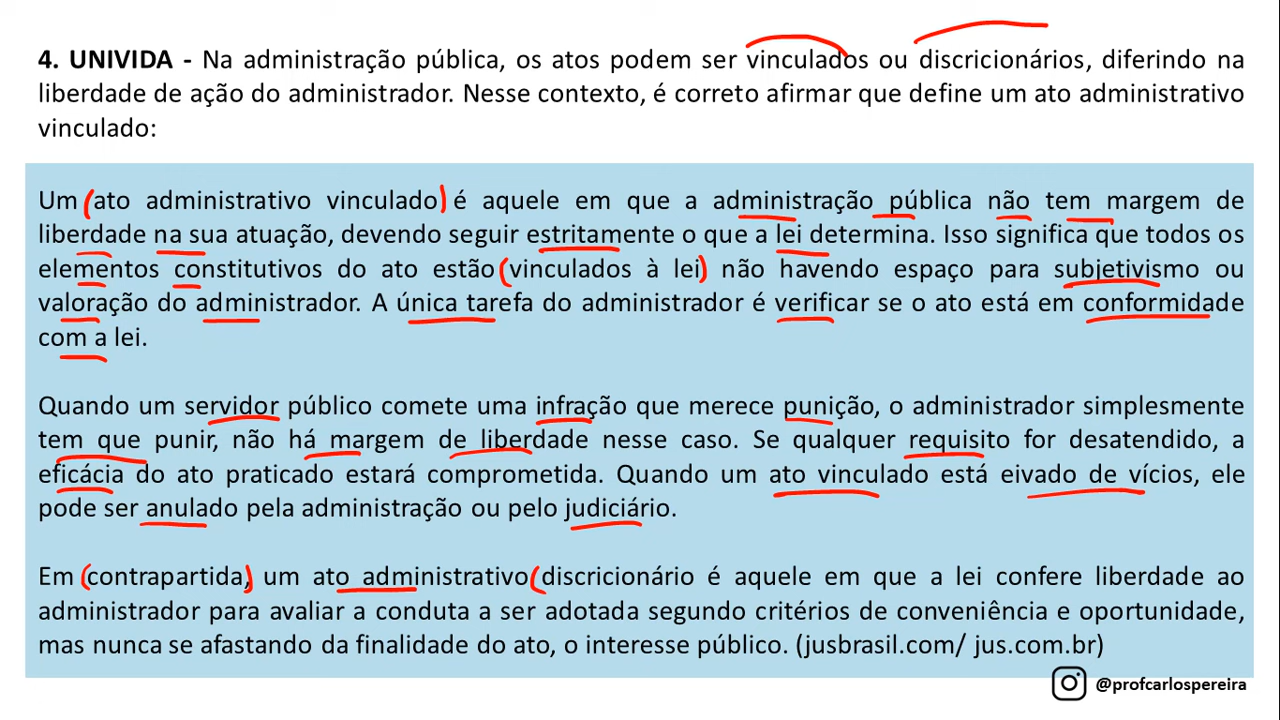 4. UNIVIDA - Na administração pública, os atos podem ser vinculados ou discricionários, diferindo na
liberdade de ação do administrador. Nesse contexto, é correto afirmar que define um ato administrativo
vinculado:
Um ato administrativo vinculado é aquele em que a administração pública não tem margem de
liberdade na sua atuação, devendo seguir estritamente o que a lei determina. Isso significa que todos os
elementos constitutivos do ato estão vinculados à lei, não havendo espaço para subjetivismo ou
valoração do administrador. A única tarefa do administrador é verificar se o ato está em conformidade
com a lei.
Quando um servidor público comete uma infração que merece punição, o administrador simplesmente
tem que punir, não há margem de liberdade nesse caso. Se qualquer requisito for desatendido, a
eficácia do ato praticado estará comprometida. Quando um ato vinculado está eivado de vícios, ele
pode ser anulado pela administração ou pelo judiciário.
Em contrapartida, um ato administrativo discricionário é aquele em que a lei confere liberdade ao
administrador para avaliar a conduta a ser adotada segundo critérios de conveniência e oportunidade,
mas nunca se afastando da finalidade do ato, o interesse público. (jusbrasil.com/ jus.com.br)
@profcarlospereira